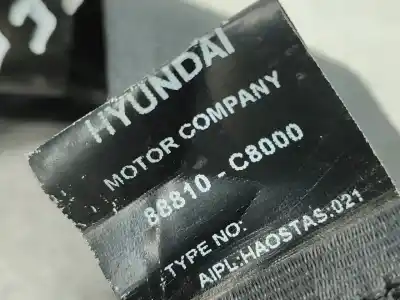 HYUNDAI
MOTOR COMPANY
88810 - C8000
TYPE NO:
AIPL:HAOSTAS:021